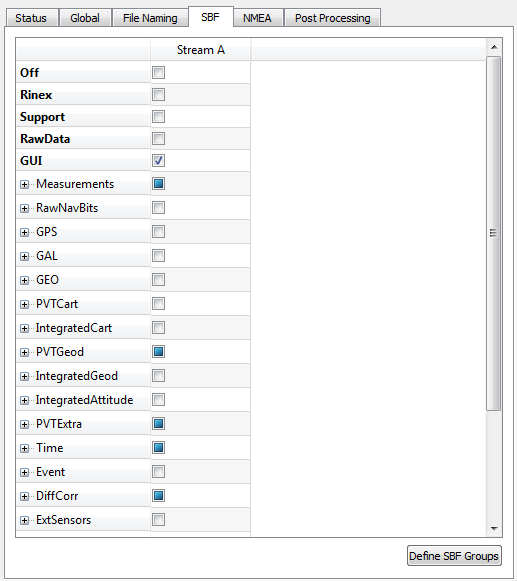 Status Global File Naming SBF NMEA Post Processing
Stream A
Off
Rinex
Support
RawData
GUI
Measurements
RawNavBits
GPS
GAL
GEO
PVTCart
IntegratedCart
PVTGeod
IntegratedGeod
IntegratedAttitude
PVTExtra
Time
Event
DiffCorr
ExtSensors
Define SBF Groups